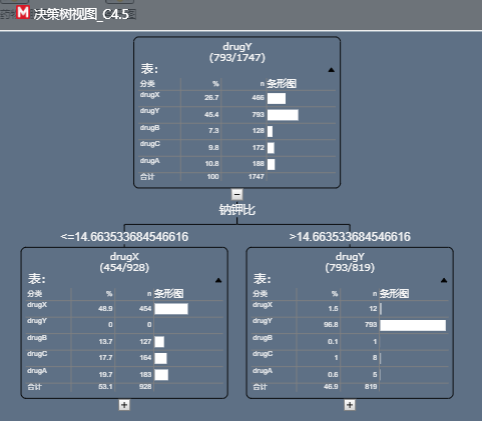 决策树视图_C4.5
drugY
(793/1747)
表:
分类 % n 条形图
drugX 26.7 466
drugY 45.4 793
drugB 7.3 128
drugC 9.8 172
drugA 10.8 188
合计 100 1747
钠钾比
<=14.663533684546616 >14.663533684546616
drugX
(454/928)
表:
分类 % n 条形图
drugX 48.9 454
drugY 0 0
drugB 13.7 127
drugC 17.7 164
drugA 19.7 183
合计 53.1 928
drugY
(793/819)
表:
分类 % n 条形图
drugX 1.5 12
drugY 96.8 793
drugB 0.1 1
drugC 1 8
drugA 0.6 5
合计 46.9 819